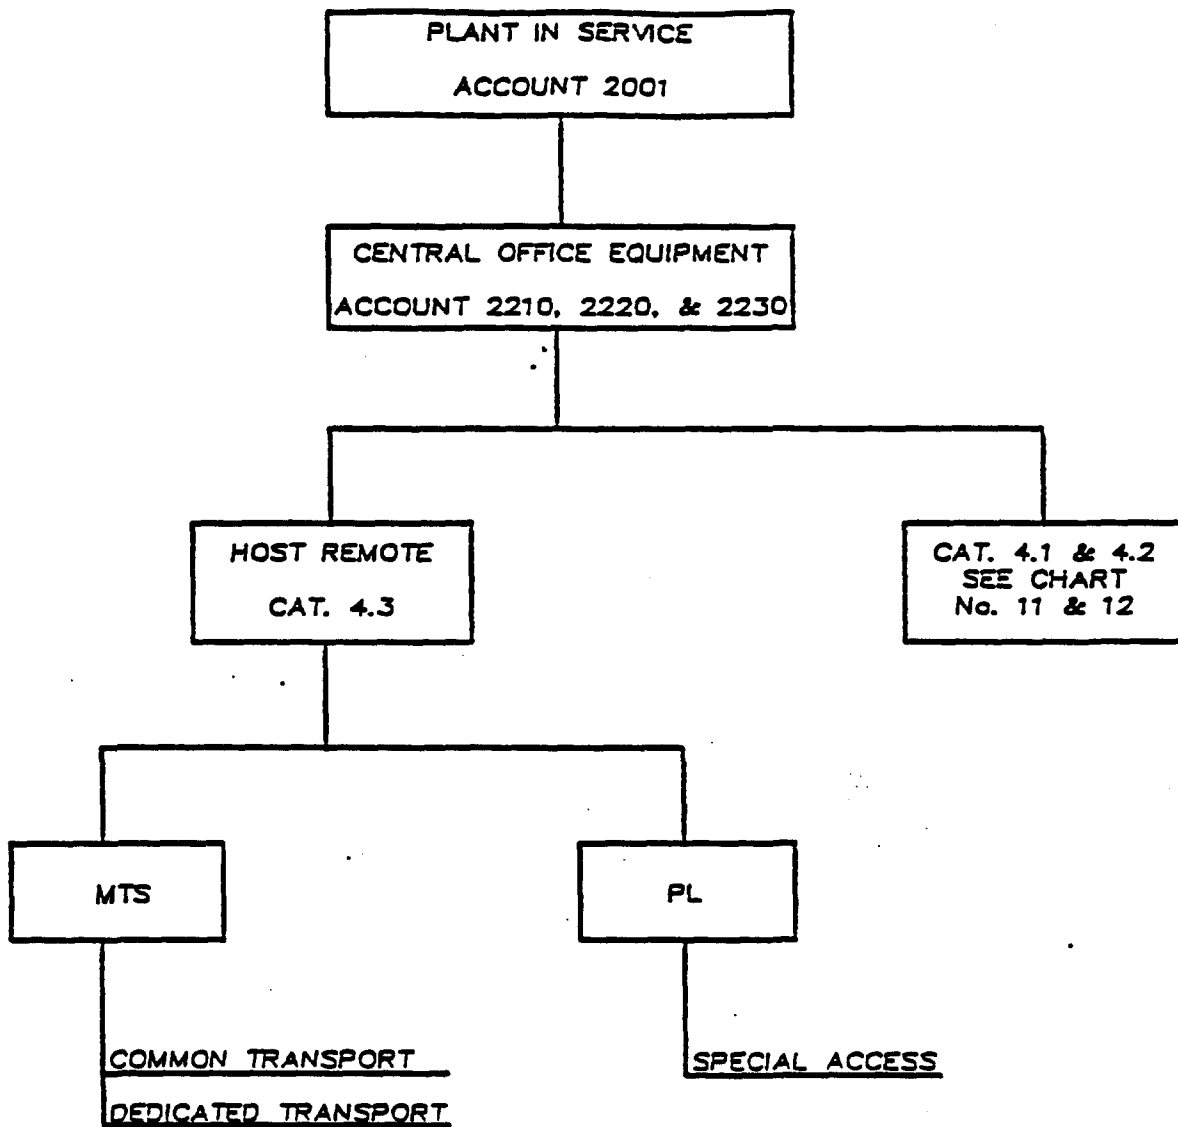 PLANT IN SERVICE
ACCOUNT 2001
CENTRAL OFFICE EQUIPMENT
ACCOUNT 2210, 2220, & 2230
HOST REMOTE
CAT. 4.3
CAT. 4.1 & 4.2
SEE CHART
No. 11 & 12
MTS
PL
COMMON TRANSPORT
DEDICATED TRANSPORT
SPECIAL ACCESS